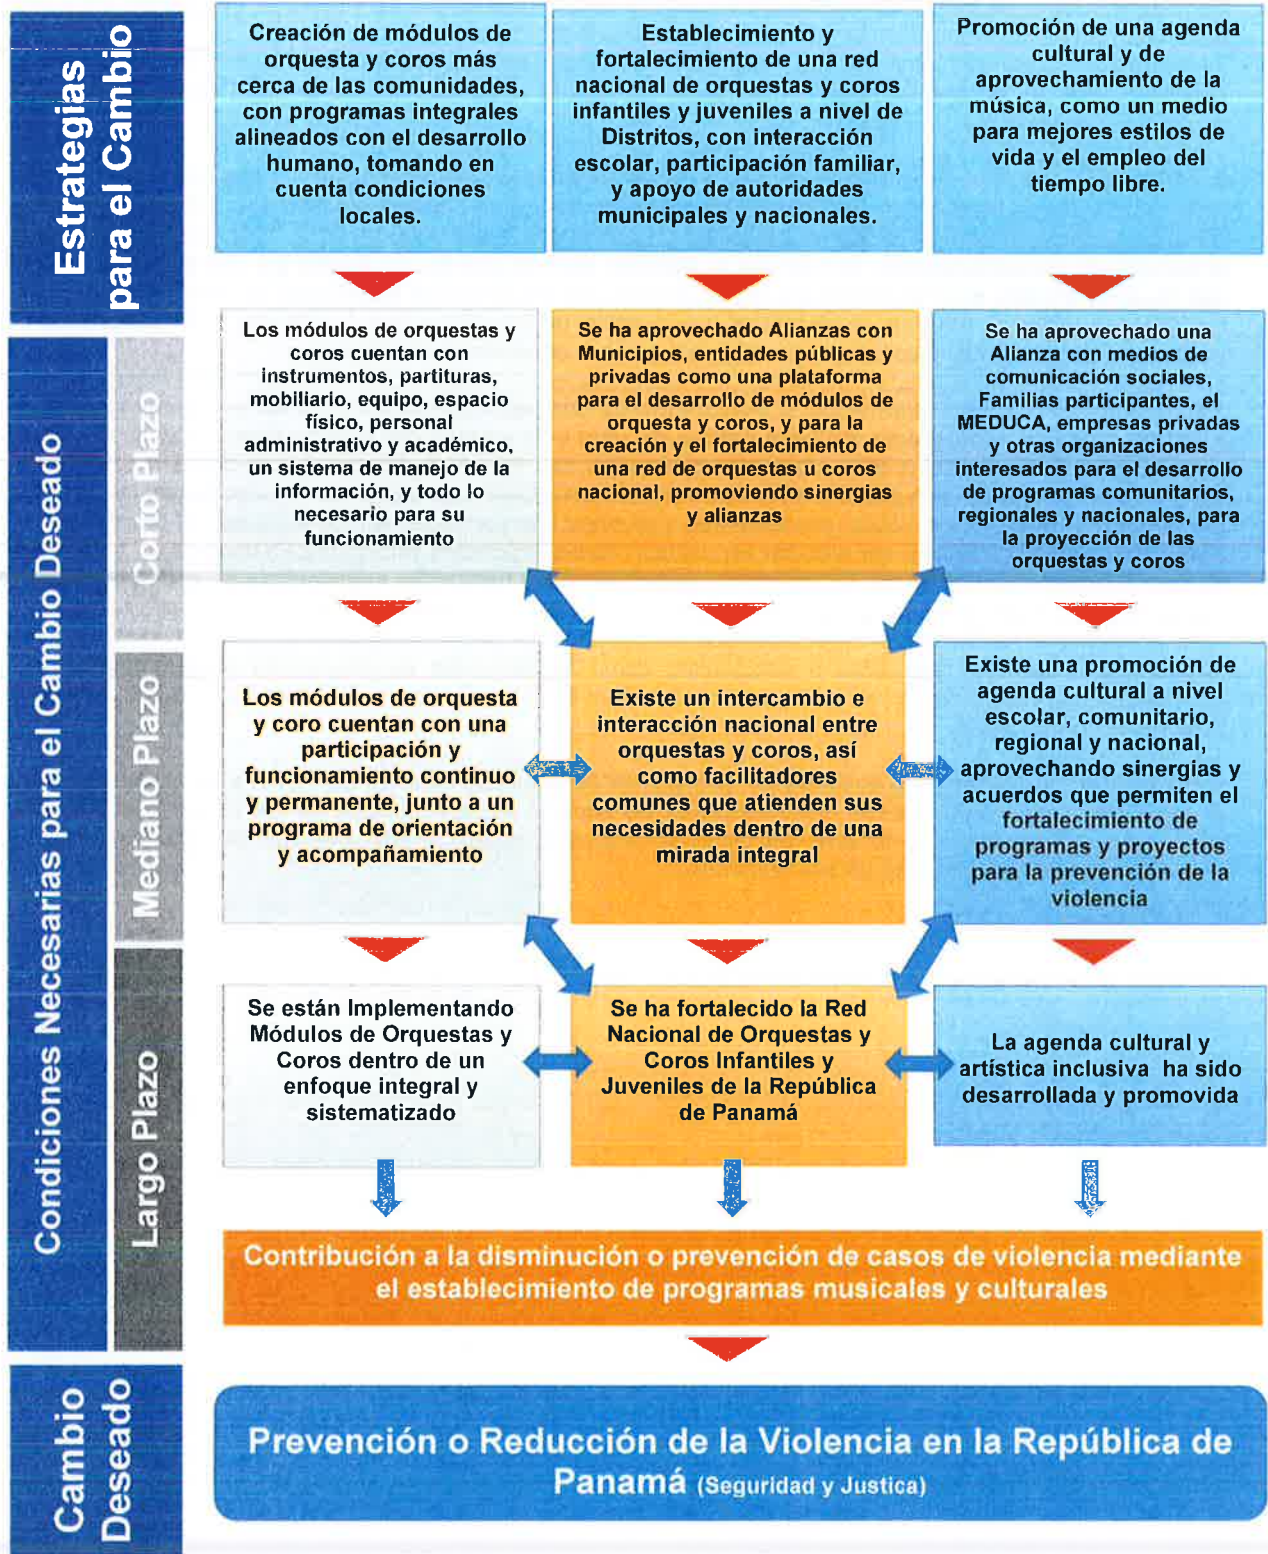 Estrategias
para el Cambio
Creación de módulos de
orquesta y coros más
cerca de las comunidades,
con programas integrales
alineados con el desarrollo
humano, tomando en
cuenta condiciones
locales.
Establecimiento y
fortalecimiento de una red
nacional de orquestas y coros
infantiles y juveniles a nivel de
Distritos, con interacción
escolar, participación familiar,
y apoyo de autoridades
municipales y nacionales.
Promoción de una agenda
cultural y de
aprovechamiento de la
música, como un medio
para mejores estilos de
vida y el empleo del
tiempo libre.
Condiciones Necesarias para el Cambio Deseado
Corto Plazo
Los módulos de orquestas y
coros cuentan con
instrumentos, partituras,
mobiliario, equipo, espacio
físico, personal
administrativo y académico,
un sistema de manejo de la
información, y todo lo
necesario para su
funcionamiento
Se ha aprovechado Alianzas con
Municipios, entidades públicas y
privadas como una plataforma
para el desarrollo de módulos de
orquesta y coros, y para la
creación y el fortalecimiento de
una red de orquestas u coros
nacional, promoviendo sinergias
y alianzas
Se ha aprovechado una
Alianza con medios de
comunicación sociales,
Familias participantes, el
MEDUCA, empresas privadas
y otras organizaciones
interesados para el desarrollo
de programas comunitarios,
regionales y nacionales, para
la proyección de las
orquestas y coros
Mediano Plazo
Los módulos de orquesta
y coro cuentan con una
participación y
funcionamiento continuo
y permanente, junto a un
programa de orientación
y acompañamiento
Existe un intercambio e
interacción nacional entre
orquestas y coros, así
como facilitadores
comunes que atienden sus
necesidades dentro de una
mirada integral
Existe una promoción de
agenda cultural a nivel
escolar, comunitario,
regional y nacional,
aprovechando sinergias y
acuerdos que permiten el
fortalecimiento de
programas y proyectos
para la prevención de la
violencia
Largo Plazo
Se están Implementando
Módulos de Orquestas y
Coros dentro de un
enfoque integral y
sistematizado
Se ha fortalecido la Red
Nacional de Orquestas y
Coros Infantiles y
Juveniles de la República
de Panamá
La agenda cultural y
artística inclusiva ha sido
desarrollada y promovida
Contribución a la disminución o prevención de casos de violencia mediante
el establecimiento de programas musicales y culturales
Cambio
Deseado
Prevención o Reducción de la Violencia en la República de
Panamá (Seguridad y Justica)